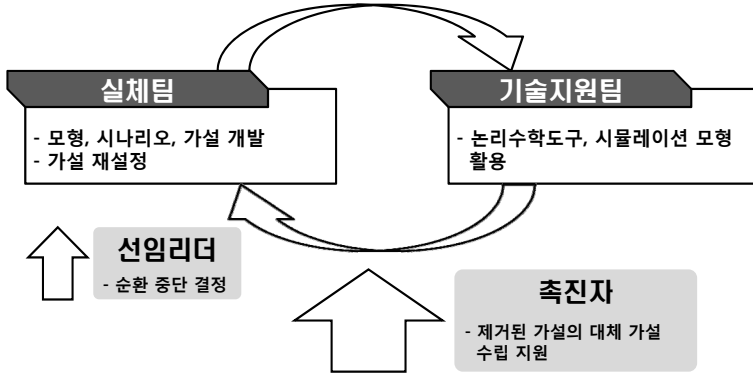 실체팀
- 모형, 시나리오, 가설 개발
- 가설 재설정
기술지원팀
- 논리수학도구, 시뮬레이션 모형
활용
선임리더
- 순환 중단 결정
촉진자
- 제거된 가설의 대체 가설
수립 지원